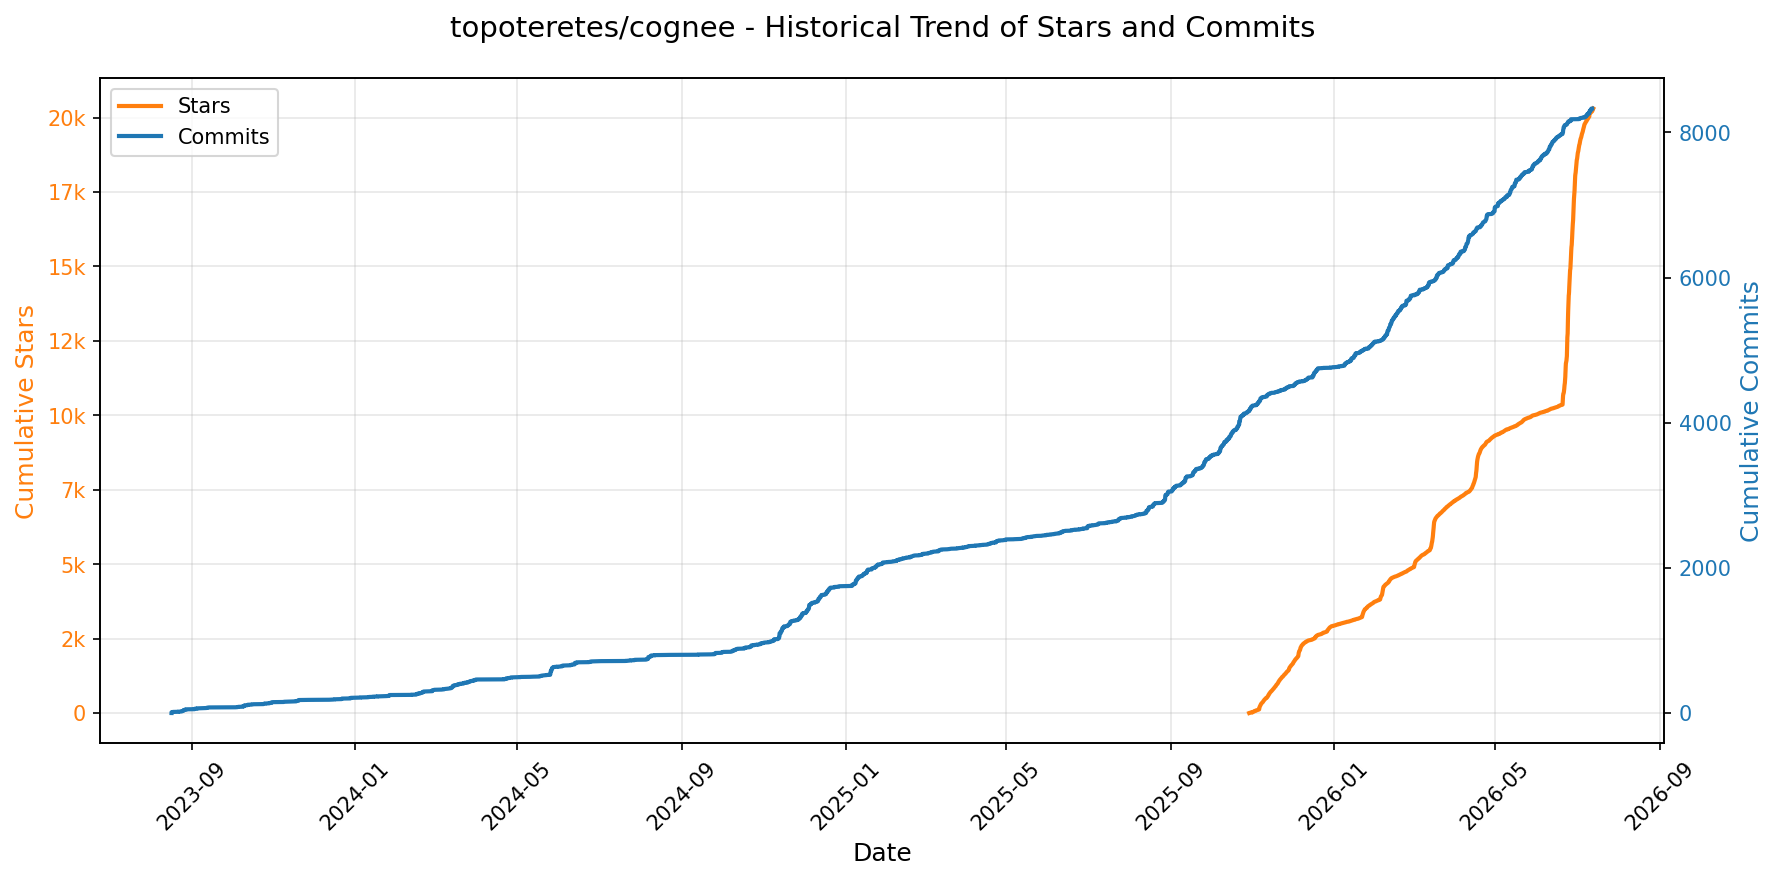 topoteretes/cognee - Historical Trend of Stars and Commits
Stars
Commits
20k
17k
15k
12k
10k
7k
5k
2k
0
Cumulative Stars
8000
6000
4000
2000
0
Cumulative Commits
2023-09
2024-01
2024-05
2024-09
2025-01
2025-05
2025-09
2026-01
2026-05
2026-09
Date